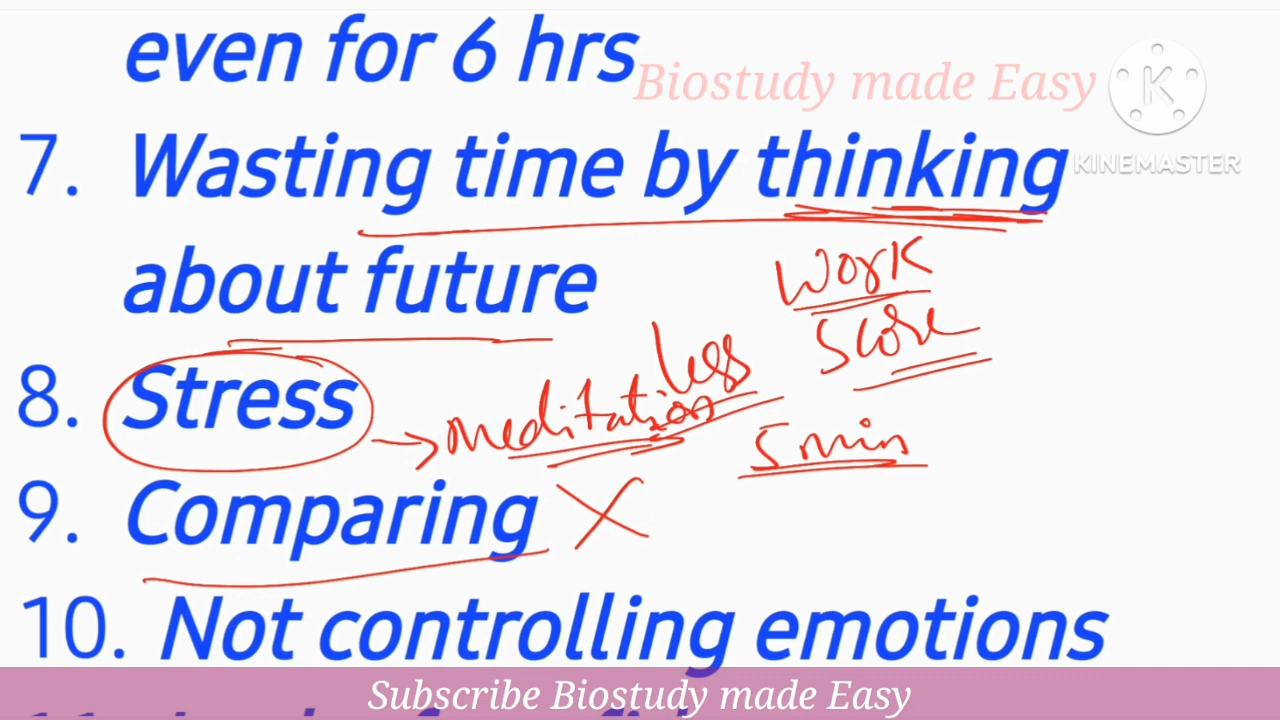 even for 6 hrs
Biostudy made Easy
K
KINEMASTER
7. Wasting time by thinking
about future
work
score
less
8. Stress
→ meditation
5 min
9. Comparing X
10. Not controlling emotions
Subscribe Biostudy made Easy